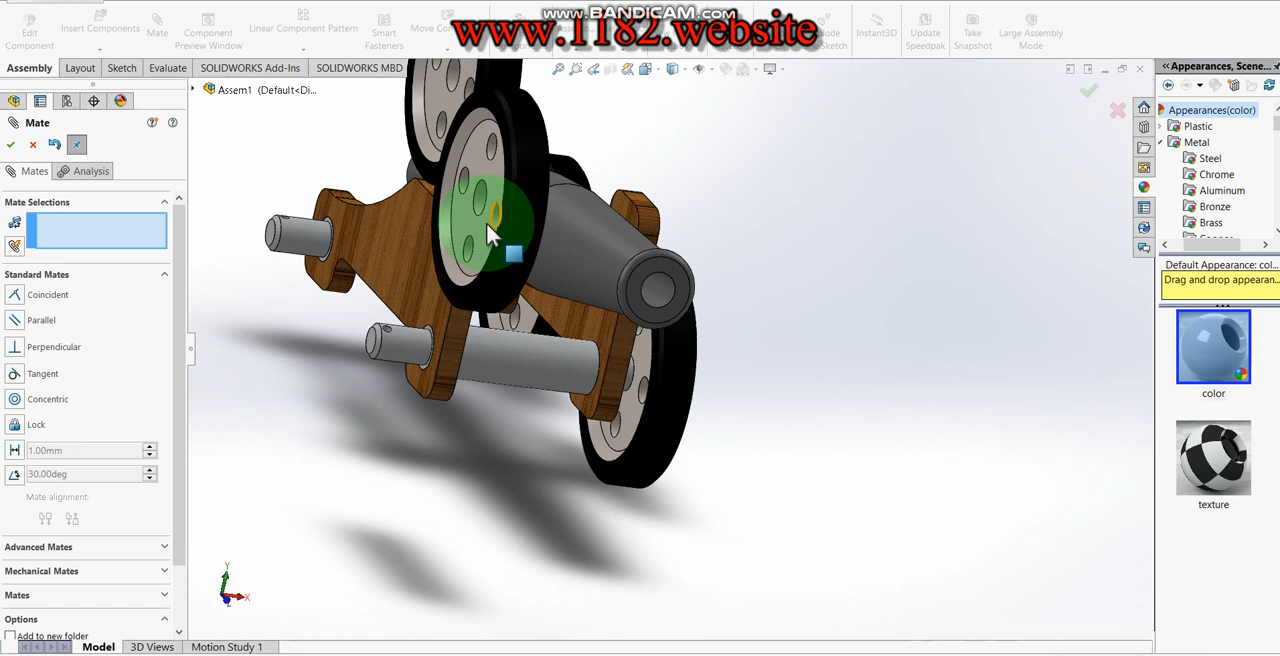 www.BANDICAM.com
www.1182.website
Edit Component
Insert Components
Mate
Component Preview Window
Linear Component Pattern
Smart Fasteners
Move Co
Instant3D
Update Speedpak
Take Snapshot
Large Assembly Mode
Assembly
Layout
Sketch
Evaluate
SOLIDWORKS Add-Ins
SOLIDWORKS MBD
Assem1 (Default<Di...
Mate
Mates
Analysis
Mate Selections
Standard Mates
Coincident
Parallel
Perpendicular
Tangent
Concentric
Lock
1.00mm
30.00deg
Mate alignment:
Advanced Mates
Mechanical Mates
Mates
Options
Add to new folder
Model
3D Views
Motion Study 1
Appearances, Scene...
Appearances(color)
Plastic
Metal
Steel
Chrome
Aluminum
Bronze
Brass
Default Appearance: col...
Drag and drop appearan...
color
texture
Y
X
Z